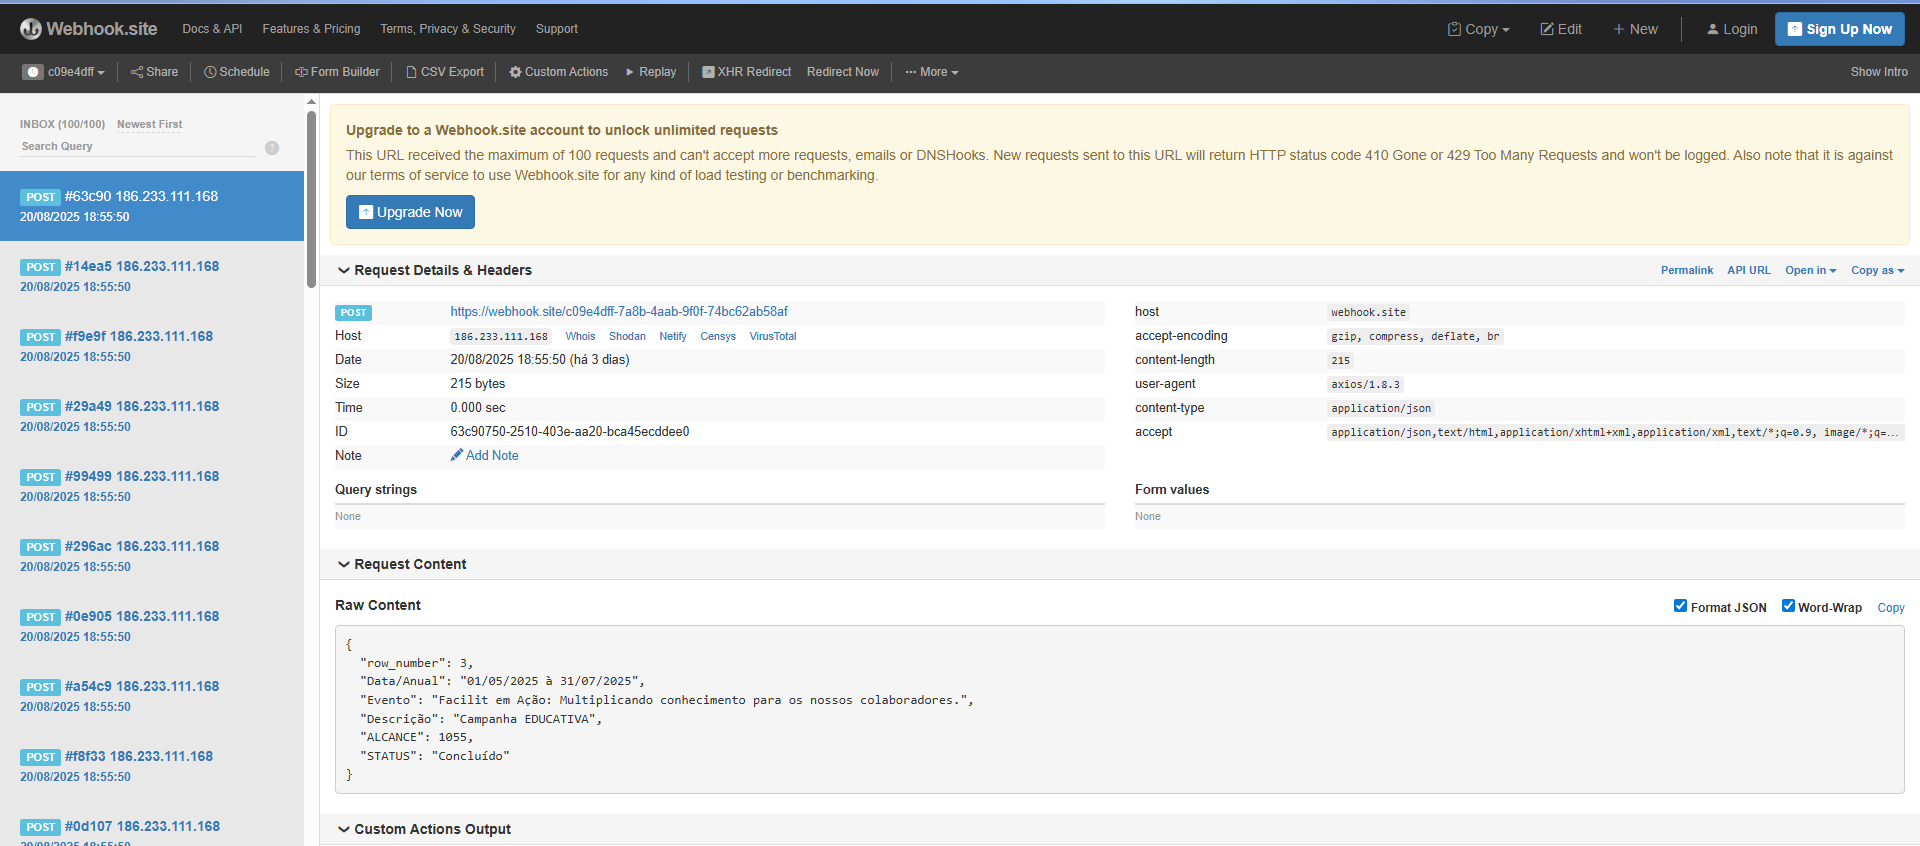 Webhook.site Docs & API Features & Pricing Terms, Privacy & Security Support Copy Edit New Login Sign Up Now
c09e4dff Share Schedule Form Builder CSV Export Custom Actions Replay XHR Redirect Redirect Now More Show Intro
INBOX (100/100) Newest First
Search Query ?
POST #63c90 186.233.111.168
20/08/2025 18:55:50
POST #14ea5 186.233.111.168
20/08/2025 18:55:50
POST #f9e9f 186.233.111.168
20/08/2025 18:55:50
POST #29a49 186.233.111.168
20/08/2025 18:55:50
POST #99499 186.233.111.168
20/08/2025 18:55:50
POST #296ac 186.233.111.168
20/08/2025 18:55:50
POST #0e905 186.233.111.168
20/08/2025 18:55:50
POST #a54c9 186.233.111.168
20/08/2025 18:55:50
POST #f8f33 186.233.111.168
20/08/2025 18:55:50
POST #0d107 186.233.111.168
20/08/2025 18:55:50
Upgrade to a Webhook.site account to unlock unlimited requests
This URL received the maximum of 100 requests and can't accept more requests, emails or DNSHooks. New requests sent to this URL will return HTTP status code 410 Gone or 429 Too Many Requests and won't be logged. Also note that it is against
our terms of service to use Webhook.site for any kind of load testing or benchmarking.
Upgrade Now
Request Details & Headers Permalink API URL Open in Copy as
POST https://webhook.site/c09e4dff-7a8b-4aab-9f0f-74bc62ab58af
Host 186.233.111.168 Whois Shodan Netify Censys VirusTotal
Date 20/08/2025 18:55:50 (há 3 dias)
Size 215 bytes
Time 0.000 sec
ID 63c90750-2510-403e-aa20-bca45ecddee0
Note Add Note
Query strings
None
host webhook.site
accept-encoding gzip, compress, deflate, br
content-length 215
user-agent axios/1.8.3
content-type application/json
accept application/json,text/html,application/xhtml+xml,application/xml,text/*;q=0.9, image/*;q=...
Form values
None
Request Content
Raw Content Format JSON Word-Wrap Copy
{
"row_number": 3,
"Data/Anual": "01/05/2025 à 31/07/2025",
"Evento": "Facilit em Ação: Multiplicando conhecimento para os nossos colaboradores.",
"Descrição": "Campanha EDUCATIVA",
"ALCANCE": 1055,
"STATUS": "Concluído"
}
Custom Actions Output